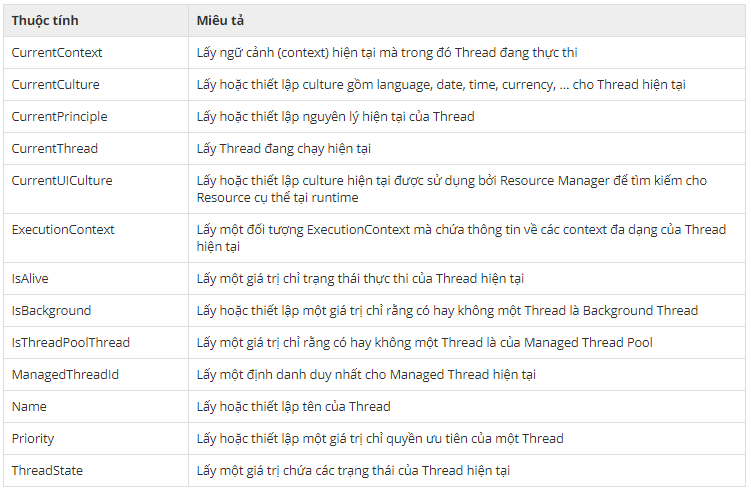 Thuộc tính Miêu tả
CurrentContext Lấy ngữ cảnh (context) hiện tại mà trong đó Thread đang thực thi
CurrentCulture Lấy hoặc thiết lập culture gồm language, date, time, currency, ... cho Thread hiện tại
CurrentPrinciple Lấy hoặc thiết lập nguyên lý hiện tại của Thread
CurrentThread Lấy Thread đang chạy hiện tại
CurrentUICulture Lấy hoặc thiết lập culture hiện tại được sử dụng bởi Resource Manager để tìm kiếm cho
Resource cụ thể tại runtime
ExecutionContext Lấy một đối tượng ExecutionContext mà chứa thông tin về các context đa dạng của Thread
hiện tại
IsAlive Lấy một giá trị chỉ trạng thái thực thi của Thread hiện tại
IsBackground Lấy hoặc thiết lập một giá trị chỉ rằng có hay không một Thread là Background Thread
IsThreadPoolThread Lấy một giá trị chỉ rằng có hay không một Thread là của Managed Thread Pool
ManagedThreadId Lấy một định danh duy nhất cho Managed Thread hiện tại
Name Lấy hoặc thiết lập tên của Thread
Priority Lấy hoặc thiết lập một giá trị chỉ quyền ưu tiên của một Thread
ThreadState Lấy một giá trị chứa các trạng thái của Thread hiện tại